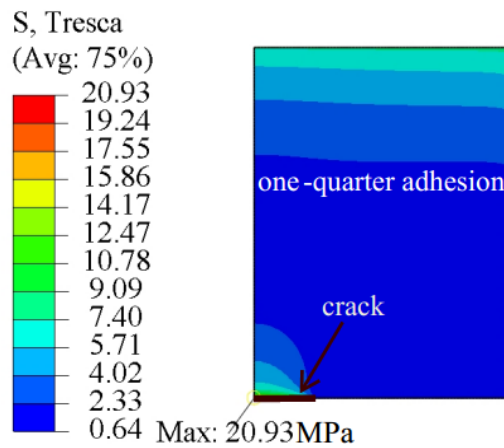 S, Tresca
(Avg: 75%)
20.93
19.24
17.55
15.86
14.17
12.47
10.78
9.09
7.40
5.71
4.02
2.33
0.64
one-quarter adhesion
crack
Max: 20.93MPa